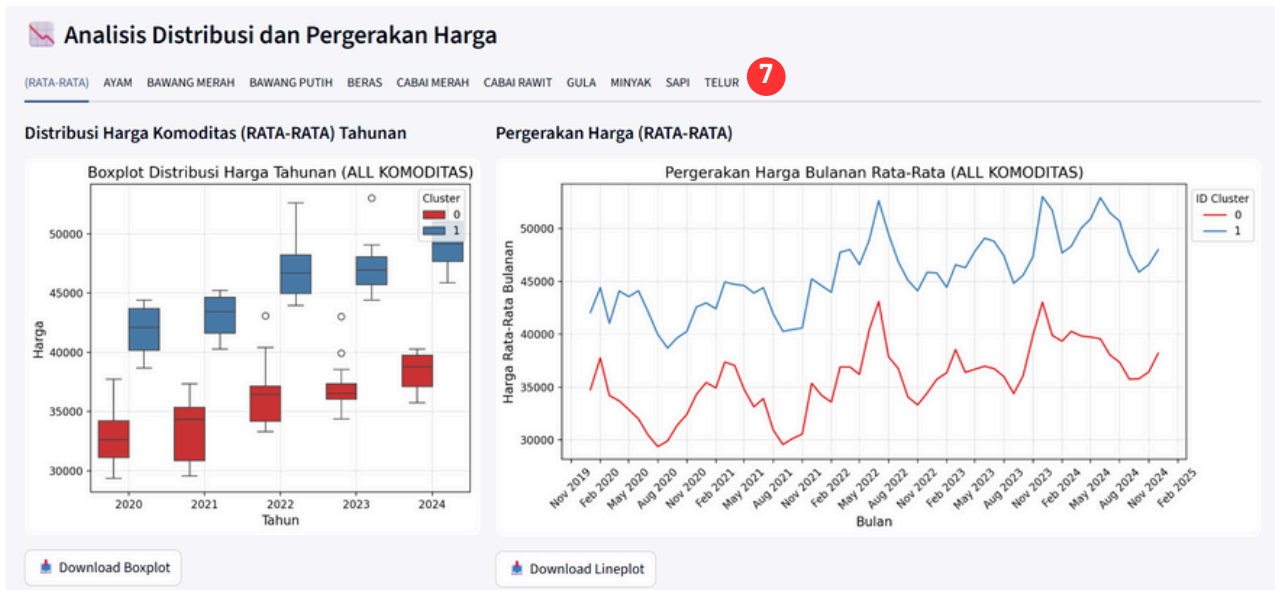 Analisis Distribusi dan Pergerakan Harga
(RATA-RATA) AYAM BAWANG MERAH BAWANG PUTIH BERAS CABAI MERAH CABAI RAWIT GULA MINYAK SAPI TELUR 7
Distribusi Harga Komoditas (RATA-RATA) Tahunan
Boxplot Distribusi Harga Tahunan (ALL KOMODITAS)
Cluster
0
1
50000
45000
40000
35000
30000
Harga
2020 2021 2022 2023 2024
Tahun
Download Boxplot
Pergerakan Harga (RATA-RATA)
Pergerakan Harga Bulanan Rata-Rata (ALL KOMODITAS)
ID Cluster
0
1
50000
45000
40000
35000
30000
Harga Rata-Rata Bulanan
Nov 2019 Feb 2020 May 2020 Aug 2020 Nov 2020 Feb 2021 May 2021 Aug 2021 Nov 2021 Feb 2022 May 2022 Aug 2022 Nov 2022 Feb 2023 May 2023 Aug 2023 Nov 2023 Feb 2024 May 2024 Aug 2024 Nov 2024 Feb 2025
Bulan
Download Lineplot